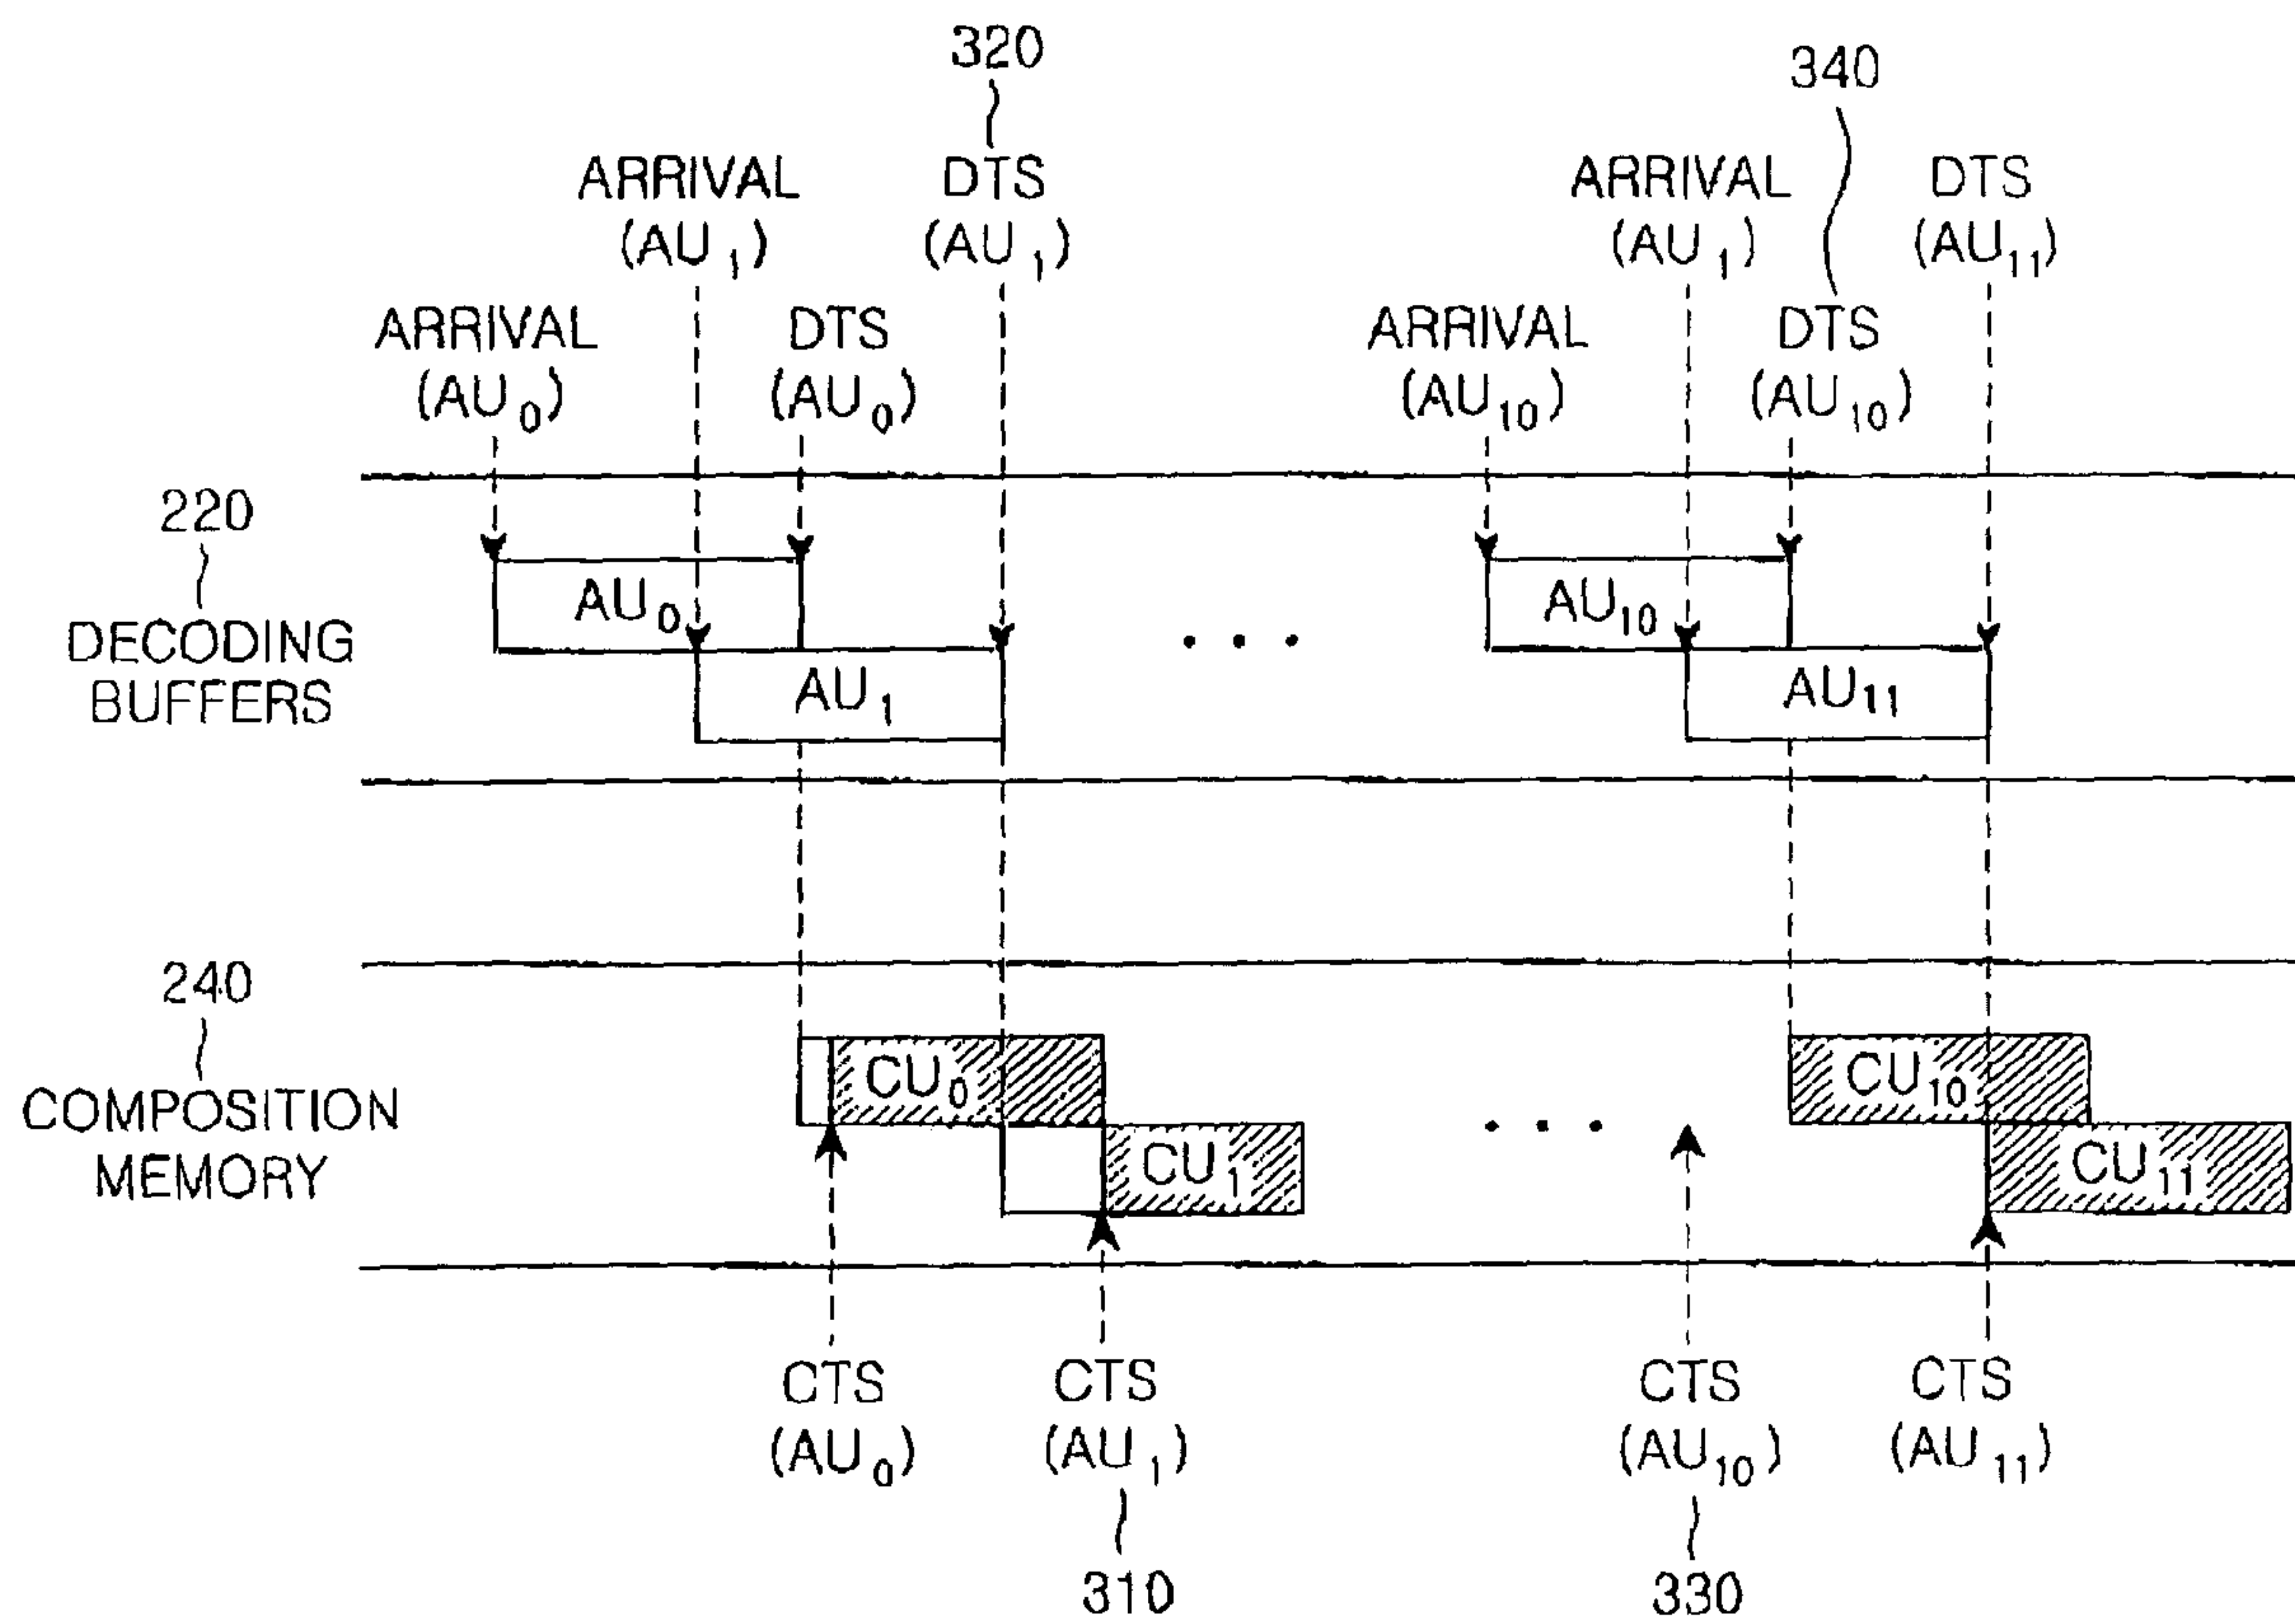 320
340
ARRIVAL DTS ARRIVAL DTS
(AU₁) (AU₁) (AU₁) (AU₁₁)
ARRIVAL DTS ARRIVAL DTS
(AU₀) (AU₀) (AU₁₀) (AU₁₀)
220
DECODING
BUFFERS
AU₀ AU₁₀
AU₁ ... AU₁₁
240
COMPOSITION
MEMORY
CU₀ CU₁₀
CU₁ ... CU₁₁
CTS CTS CTS CTS
(AU₀) (AU₁) (AU₁₀) (AU₁₁)
310 330